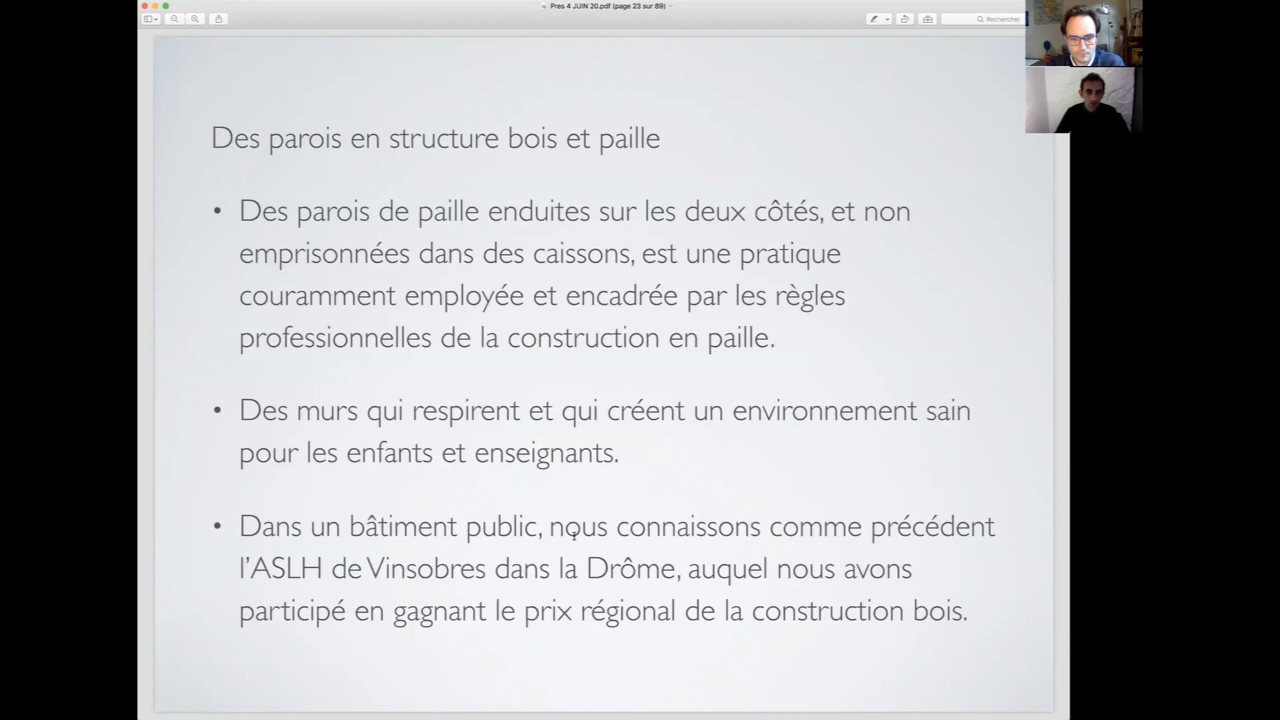 Pres 4 JUIN 20.pdf (page 23 sur 89)
Rechercher
Des parois en structure bois et paille
• Des parois de paille enduites sur les deux côtés, et non
emprisonnées dans des caissons, est une pratique
couramment employée et encadrée par les règles
professionnelles de la construction en paille.
• Des murs qui respirent et qui créent un environnement sain
pour les enfants et enseignants.
• Dans un bâtiment public, nous connaissons comme précédent
l’ASLH de Vinsobres dans la Drôme, auquel nous avons
participé en gagnant le prix régional de la construction bois.